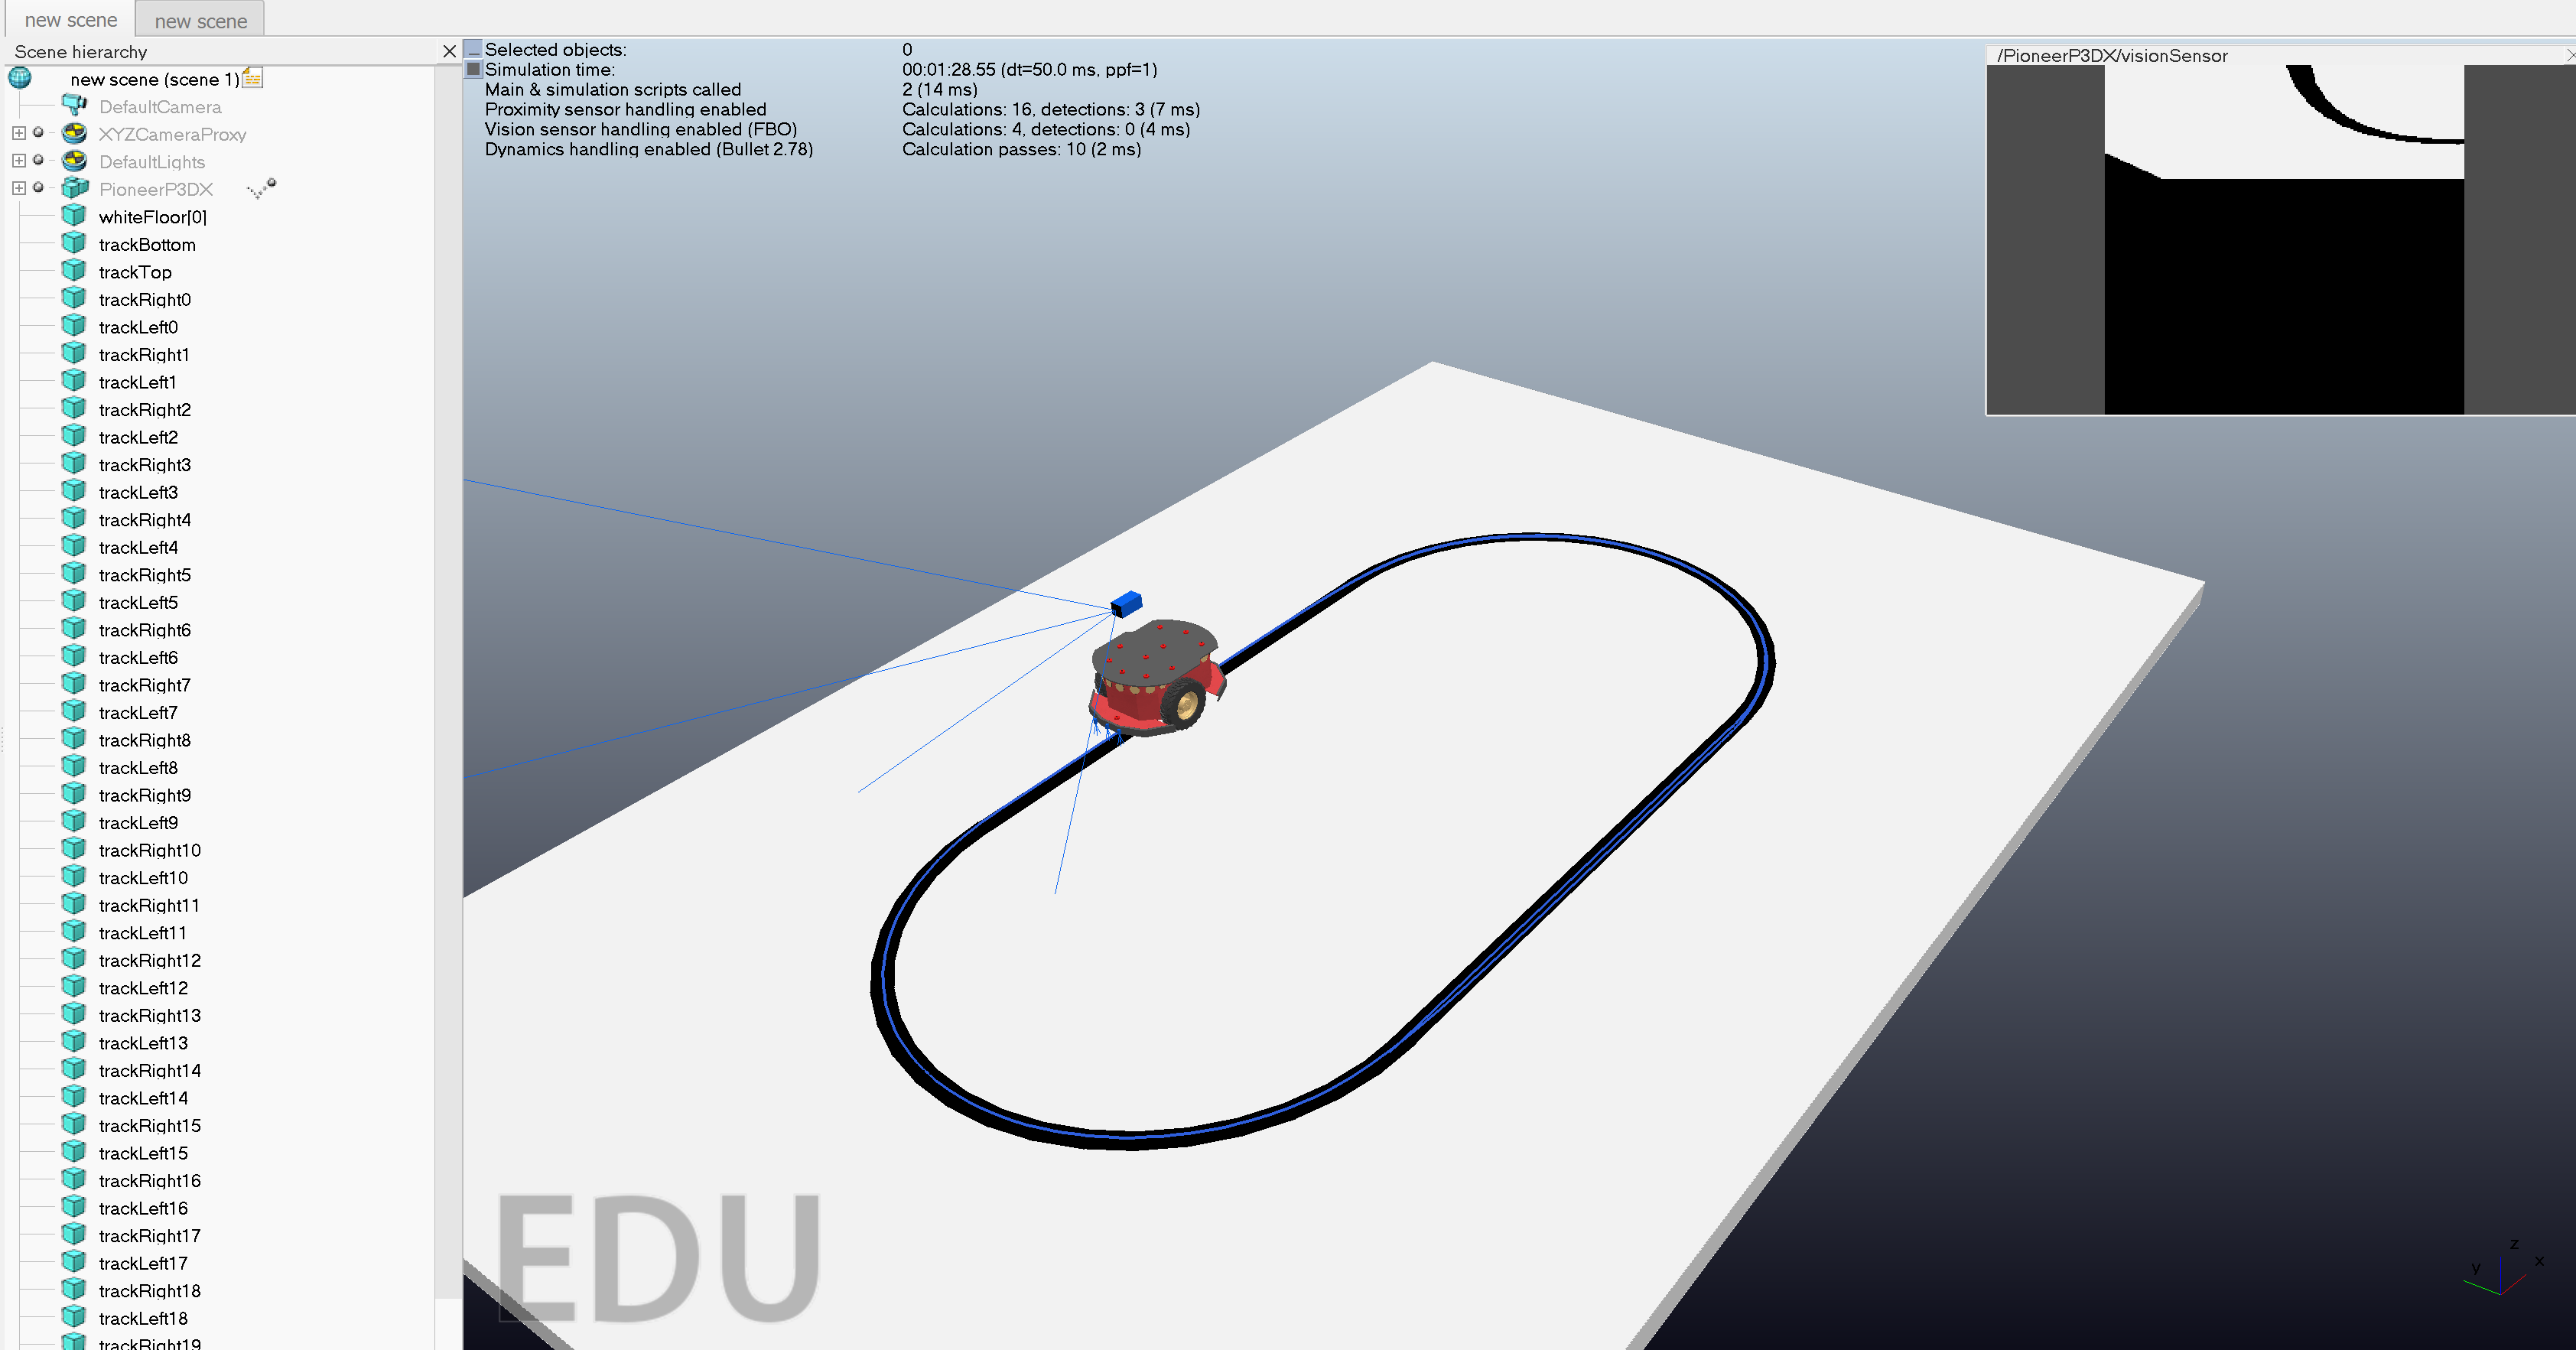 new scene
new scene
Scene hierarchy
new scene (scene 1)
DefaultCamera
XYZCameraProxy
DefaultLights
PioneerP3DX
whiteFloor[0]
trackBottom
trackTop
trackRight0
trackLeft0
trackRight1
trackLeft1
trackRight2
trackLeft2
trackRight3
trackLeft3
trackRight4
trackLeft4
trackRight5
trackLeft5
trackRight6
trackLeft6
trackRight7
trackLeft7
trackRight8
trackLeft8
trackRight9
trackLeft9
trackRight10
trackLeft10
trackRight11
trackLeft11
trackRight12
trackLeft12
trackRight13
trackLeft13
trackRight14
trackLeft14
trackRight15
trackLeft15
trackRight16
trackLeft16
trackRight17
trackLeft17
trackRight18
trackLeft18
trackRight19
Selected objects: 0
Simulation time: 00:01:28.55 (dt=50.0 ms, ppf=1)
Main & simulation scripts called 2 (14 ms)
Proximity sensor handling enabled Calculations: 16, detections: 3 (7 ms)
Vision sensor handling enabled (FBO) Calculations: 4, detections: 0 (4 ms)
Dynamics handling enabled (Bullet 2.78) Calculation passes: 10 (2 ms)
/PioneerP3DX/visionSensor
EDU
z
x
y